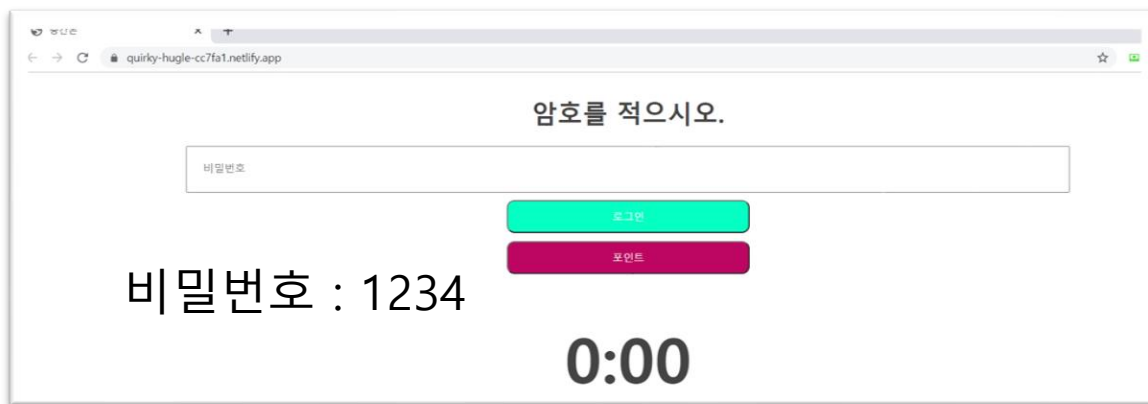 quirky-hugle-cc7fa1.netlify.app
암호를 적으시오.
비밀번호
로그인
포인트
비밀번호 : 1234
0:00